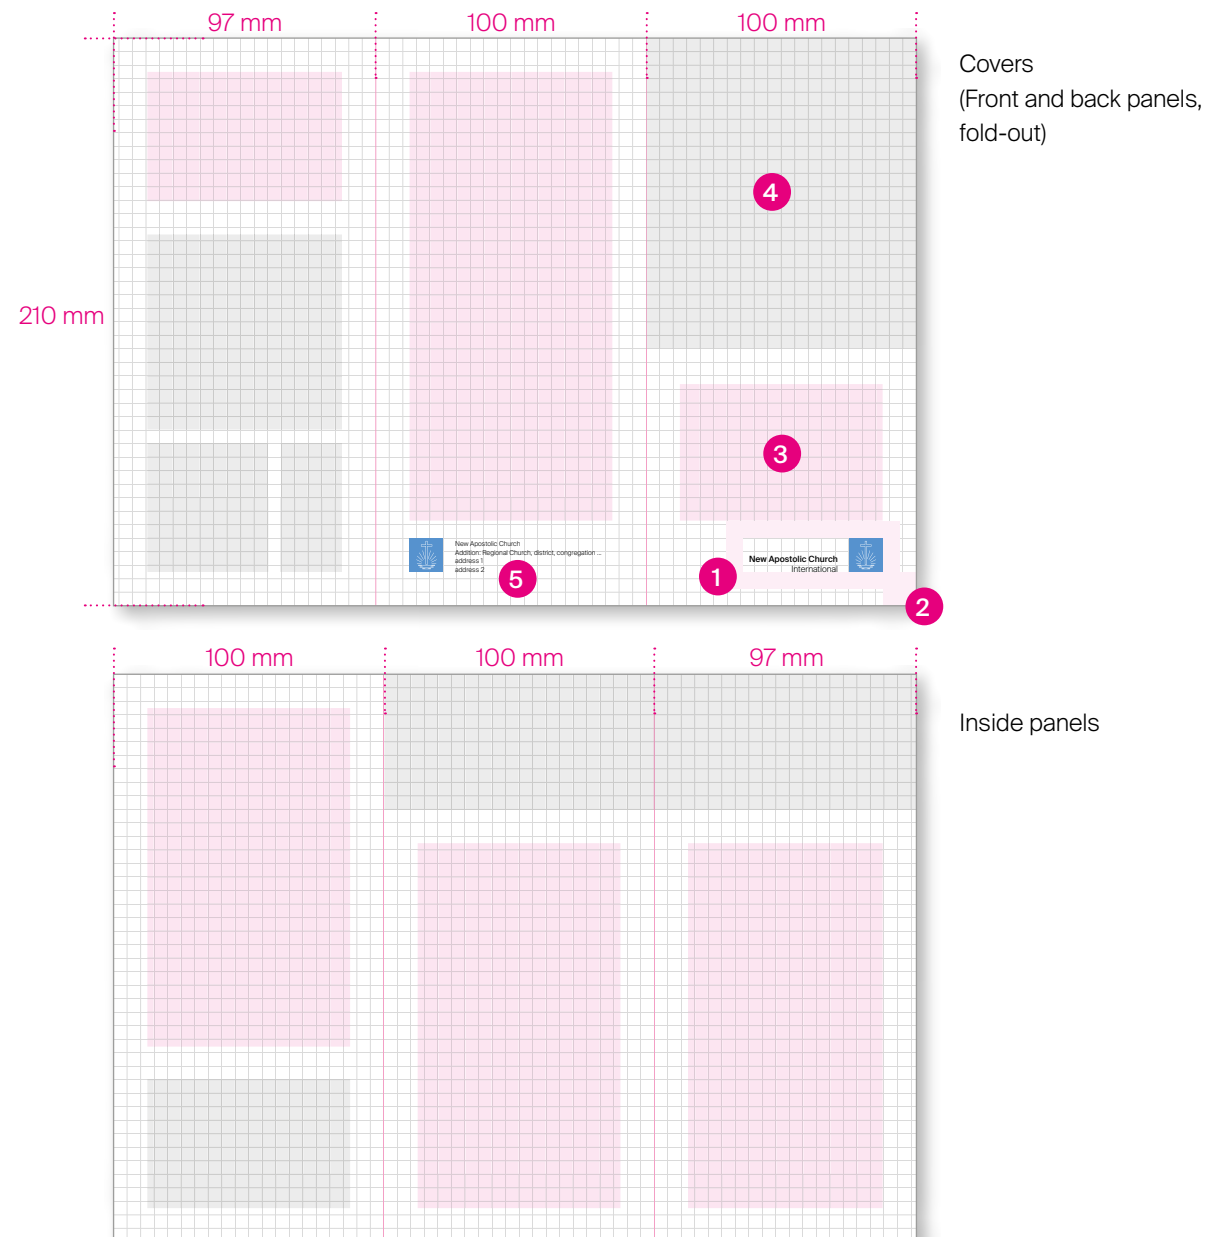 97 mm
100 mm
100 mm
Covers
(Front and back panels,
fold-out)
4
210 mm
3
New Apostolic Church
Addition: Regional Church, district, congregation ...
address 1
address 2
5
New Apostolic Church
International
1
2
100 mm
100 mm
97 mm
Inside panels